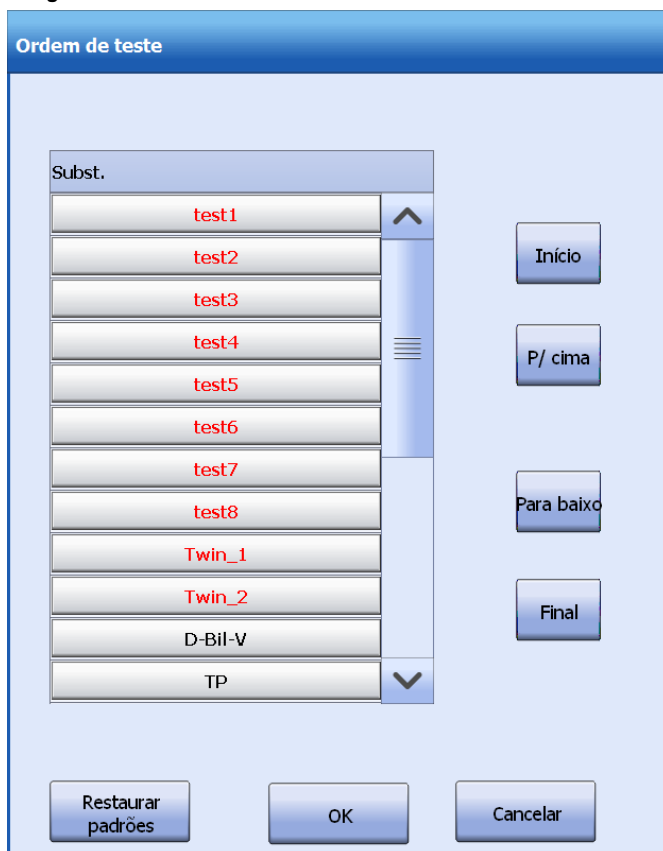 Ordem de teste
Subst.
test1
test2
test3
test4
test5
test6
test7
test8
Twin_1
Twin_2
D-Bil-V
TP
Início
P/ cima
Para baixo
Final
Restaurar
padrões
OK
Cancelar